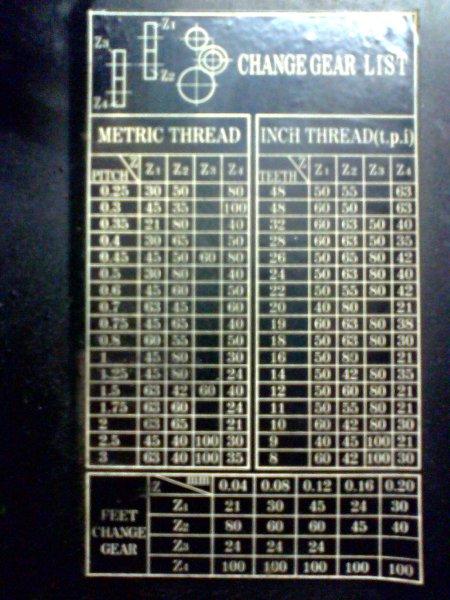 Z1
Z3
Z2
Z4
CHANGE GEAR LIST
METRIC THREAD
PITCH Z Z1 Z2 Z3 Z4
0.25 30 50 80
0.3 45 35 100
0.35 21 80 40
0.4 30 65 50
0.45 45 50 60 80
0.5 30 80 40
0.6 45 60 50
0.7 63 45 60
0.75 45 65 40
0.8 60 55 50
1 45 80 30
1.25 45 80 24
1.5 63 42 60 40
1.75 63 60 24
2 63 65 21
2.5 45 40 100 30
3 63 40 100 35
INCH THREAD(t.p.i)
TEETH Z Z1 Z2 Z3 Z4
48 50 55 63
48 60 50 63
32 60 63 50 40
28 60 63 50 35
26 50 65 80 42
24 50 63 80 40
22 50 55 80 42
20 40 80 21
19 60 63 80 38
18 50 63 80 30
16 50 80 21
14 50 42 80 35
12 50 60 80 21
11 50 55 80 21
10 60 42 80 30
9 40 45 100 21
8 60 42 100 30
FEET CHANGE GEAR
Z mm 0.04 0.08 0.12 0.16 0.20
Z1 21 30 45 24 30
Z2 80 60 60 45 40
Z3 24 24 24
Z4 100 100 100 100 100